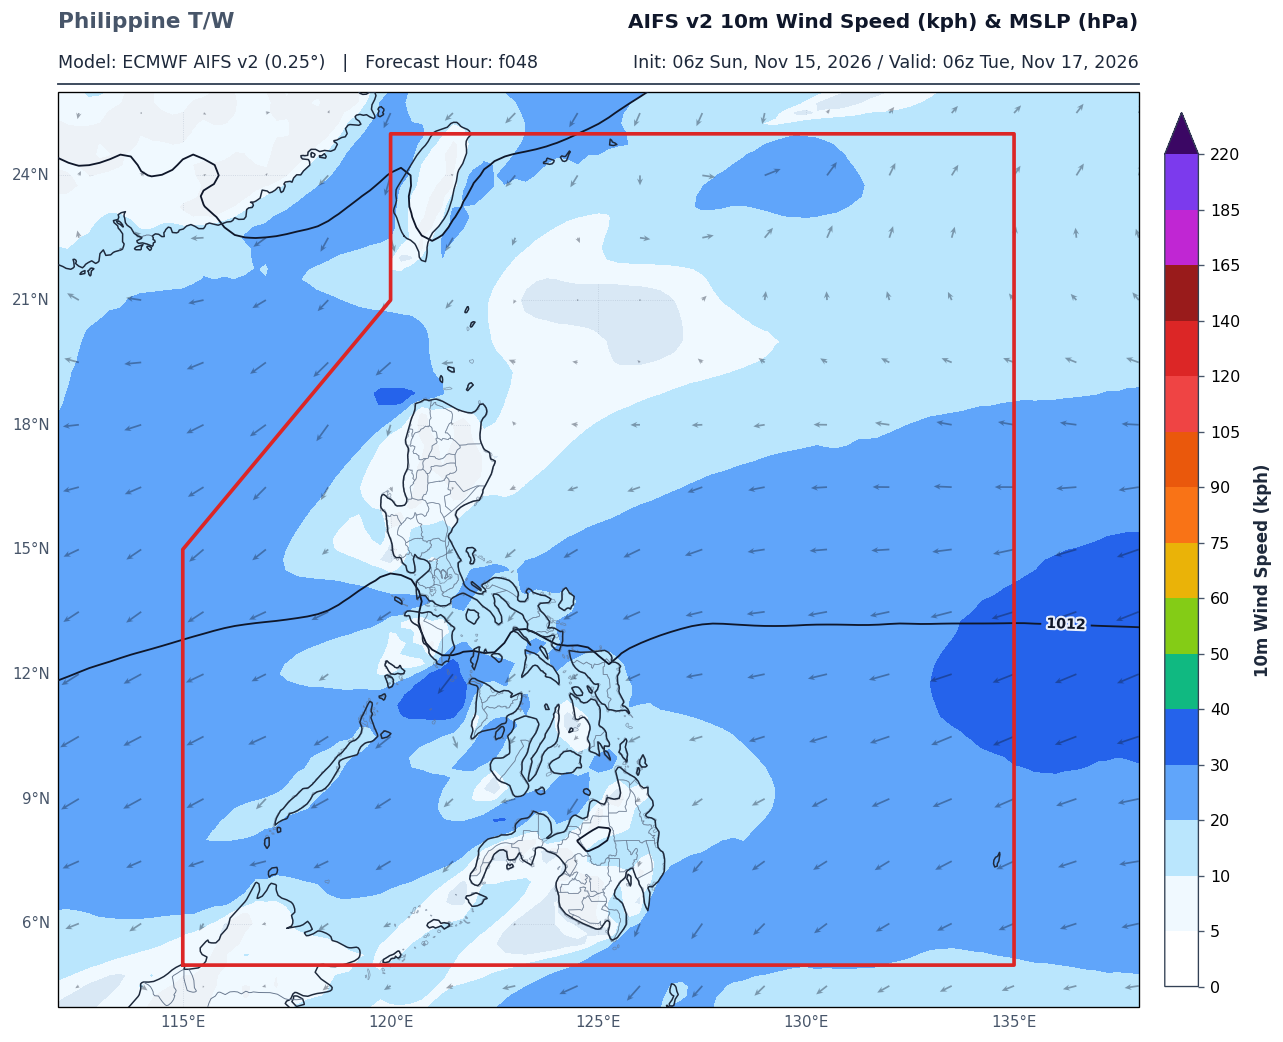 Philippine T/W
AIFS v2 10m Wind Speed (kph) & MSLP (hPa)
Model: ECMWF AIFS v2 (0.25°) | Forecast Hour: f048
Init: 06z Sun, Nov 15, 2026 / Valid: 06z Tue, Nov 17, 2026
24°N
21°N
18°N
15°N
12°N
9°N
6°N
1012
115°E
120°E
125°E
130°E
135°E
220
185
165
140
120
105
90
75
60
50
40
30
20
10
5
0
10m Wind Speed (kph)